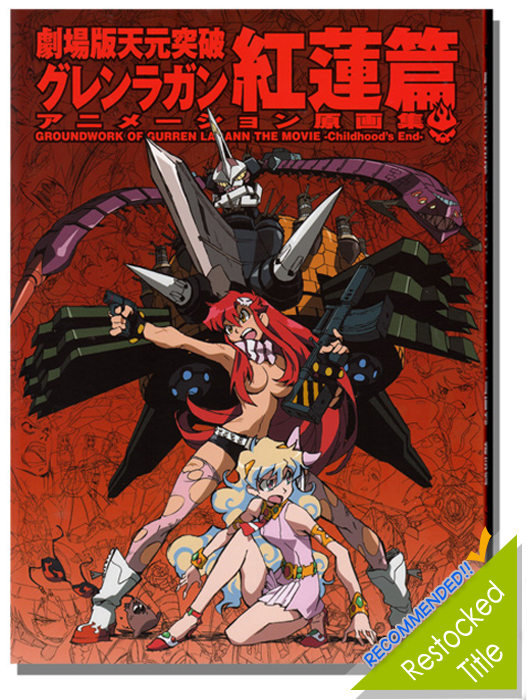 劇場版天元突破
グレンラガン紅蓮篇
アニメーション原画集
GROUNDWORK OF GURREN LAGANN THE MOVIE -Childhood's End-
RECOMMENDED!!
Restocked
Title